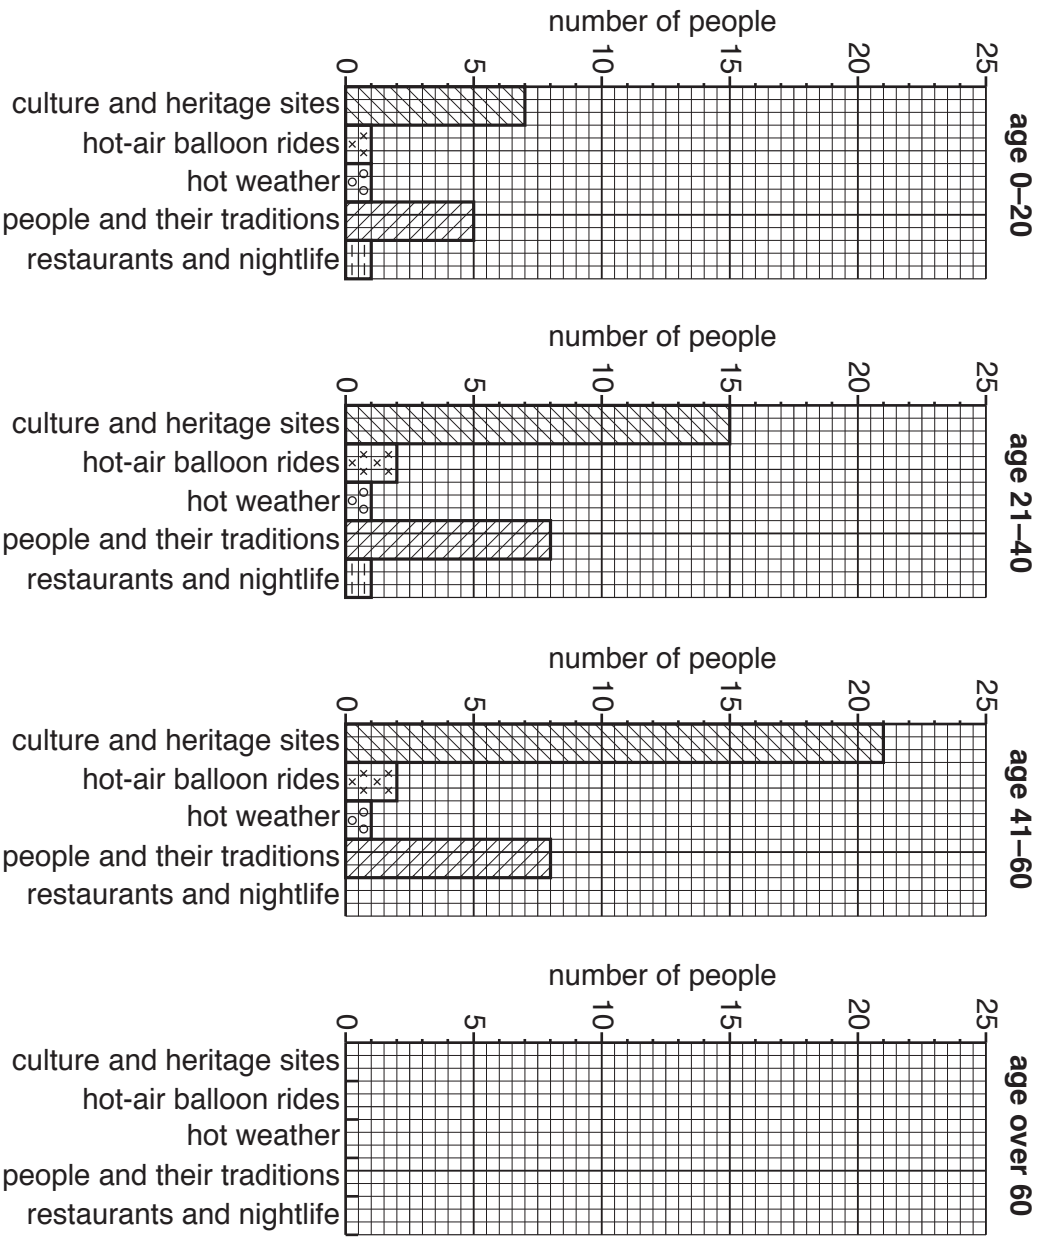 number of people
0 5 10 15 20 25
age 0–20
culture and heritage sites
hot-air balloon rides
hot weather
people and their traditions
restaurants and nightlife
number of people
0 5 10 15 20 25
age 21–40
culture and heritage sites
hot-air balloon rides
hot weather
people and their traditions
restaurants and nightlife
number of people
0 5 10 15 20 25
age 41–60
culture and heritage sites
hot-air balloon rides
hot weather
people and their traditions
restaurants and nightlife
number of people
0 5 10 15 20 25
age over 60
culture and heritage sites
hot-air balloon rides
hot weather
people and their traditions
restaurants and nightlife